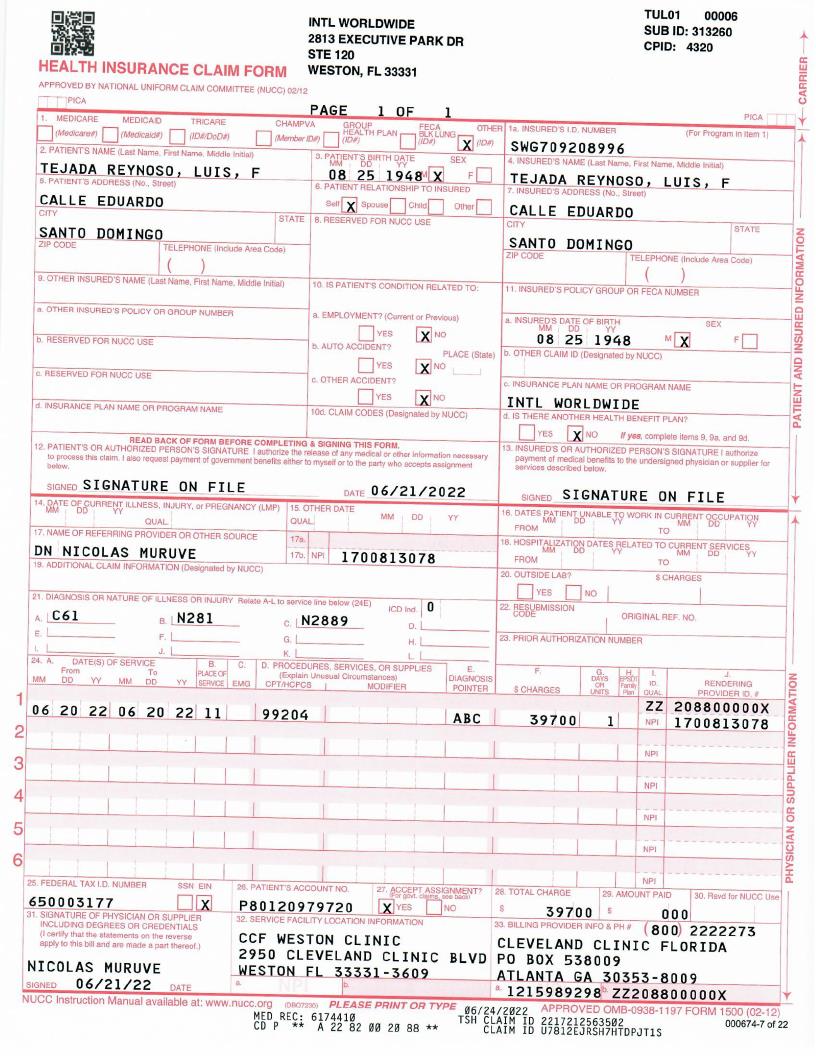 INTL WORLDWIDE
2813 EXECUTIVE PARK DR
STE 120
WESTON, FL 33331
TUL01 00006
SUB ID: 313260
CPID: 4320
HEALTH INSURANCE CLAIM FORM
APPROVED BY NATIONAL UNIFORM CLAIM COMMITTEE (NUCC) 02/12
PICA
PAGE 1 OF 1
PICA
CARRIER
1. MEDICARE MEDICAID TRICARE CHAMPVA GROUP HEALTH PLAN FECA BLK LUNG OTHER
(Medicare#) (Medicaid#) (ID#/DoD#) (Member ID#) (ID#) (ID#) X (ID#)
1a. INSURED'S I.D. NUMBER (For Program in Item 1)
SWG709208996
2. PATIENT'S NAME (Last Name, First Name, Middle Initial)
TEJADA REYNOSO, LUIS, F
3. PATIENT'S BIRTH DATE SEX
MM DD YY
08 25 1948 M X F
4. INSURED'S NAME (Last Name, First Name, Middle Initial)
TEJADA REYNOSO, LUIS, F
5. PATIENT'S ADDRESS (No., Street)
CALLE EDUARDO
6. PATIENT RELATIONSHIP TO INSURED
Self X Spouse Child Other
7. INSURED'S ADDRESS (No., Street)
CALLE EDUARDO
CITY STATE
SANTO DOMINGO
8. RESERVED FOR NUCC USE
CITY STATE
SANTO DOMINGO
ZIP CODE TELEPHONE (Include Area Code)
( )
ZIP CODE TELEPHONE (Include Area Code)
( )
9. OTHER INSURED'S NAME (Last Name, First Name, Middle Initial)
10. IS PATIENT'S CONDITION RELATED TO:
11. INSURED'S POLICY GROUP OR FECA NUMBER
a. OTHER INSURED'S POLICY OR GROUP NUMBER
a. EMPLOYMENT? (Current or Previous)
YES X NO
a. INSURED'S DATE OF BIRTH SEX
MM DD YY
08 25 1948 M X F
b. RESERVED FOR NUCC USE
b. AUTO ACCIDENT? PLACE (State)
YES X NO
b. OTHER CLAIM ID (Designated by NUCC)
c. RESERVED FOR NUCC USE
c. OTHER ACCIDENT?
YES X NO
c. INSURANCE PLAN NAME OR PROGRAM NAME
INTL WORLDWIDE
d. INSURANCE PLAN NAME OR PROGRAM NAME
10d. CLAIM CODES (Designated by NUCC)
d. IS THERE ANOTHER HEALTH BENEFIT PLAN?
YES X NO If yes, complete items 9, 9a, and 9d.
READ BACK OF FORM BEFORE COMPLETING & SIGNING THIS FORM.
12. PATIENT'S OR AUTHORIZED PERSON'S SIGNATURE I authorize the release of any medical or other information necessary
to process this claim. I also request payment of government benefits either to myself or to the party who accepts assignment
below.
SIGNED SIGNATURE ON FILE DATE 06/21/2022
13. INSURED'S OR AUTHORIZED PERSON'S SIGNATURE I authorize
payment of medical benefits to the undersigned physician or supplier for
services described below.
SIGNED SIGNATURE ON FILE
PATIENT AND INSURED INFORMATION
14. DATE OF CURRENT ILLNESS, INJURY, or PREGNANCY (LMP)
MM DD YY
QUAL.
15. OTHER DATE
QUAL. MM DD YY
16. DATES PATIENT UNABLE TO WORK IN CURRENT OCCUPATION
MM DD YY MM DD YY
FROM TO
17. NAME OF REFERRING PROVIDER OR OTHER SOURCE
DN NICOLAS MURUVE
17a.
17b. NPI 1700813078
18. HOSPITALIZATION DATES RELATED TO CURRENT SERVICES
MM DD YY MM DD YY
FROM TO
19. ADDITIONAL CLAIM INFORMATION (Designated by NUCC)
20. OUTSIDE LAB? $ CHARGES
YES NO
21. DIAGNOSIS OR NATURE OF ILLNESS OR INJURY Relate A-L to service line below (24E)
ICD Ind. 0
A. C61 B. N281 C. N2889 D.
E. F. G. H.
I. J. K. L.
22. RESUBMISSION CODE ORIGINAL REF. NO.
23. PRIOR AUTHORIZATION NUMBER
24. A. DATE(S) OF SERVICE B. C. D. PROCEDURES, SERVICES, OR SUPPLIES E. F. G. H. I. J.
From To PLACE OF (Explain Unusual Circumstances) DIAGNOSIS DAYS OR EPSDT Family ID. RENDERING
MM DD YY MM DD YY SERVICE EMG CPT/HCPCS MODIFIER POINTER $ CHARGES UNITS Plan QUAL. PROVIDER ID. #
1 ZZ 208800000X
06 20 22 06 20 22 11 99204 ABC 39700 1 NPI 1700813078
2 NPI
3 NPI
4 NPI
5 NPI
6 NPI
PHYSICIAN OR SUPPLIER INFORMATION
25. FEDERAL TAX I.D. NUMBER SSN EIN
650003177 X
26. PATIENT'S ACCOUNT NO.
P80120979720
27. ACCEPT ASSIGNMENT?
(For govt. claims, see back)
X YES NO
28. TOTAL CHARGE
$ 39700
29. AMOUNT PAID
$ 000
30. Rsvd for NUCC Use
31. SIGNATURE OF PHYSICIAN OR SUPPLIER
INCLUDING DEGREES OR CREDENTIALS
(I certify that the statements on the reverse
apply to this bill and are made a part thereof.)
NICOLAS MURUVE
SIGNED 06/21/22 DATE
32. SERVICE FACILITY LOCATION INFORMATION
CCF WESTON CLINIC
2950 CLEVELAND CLINIC BLVD
WESTON FL 33331-3609
a. NPI b.
33. BILLING PROVIDER INFO & PH # (800) 2222273
CLEVELAND CLINIC FLORIDA
PO BOX 538009
ATLANTA GA 30353-8009
a. 1215989298 b. ZZ208800000X
NUCC Instruction Manual available at: www.nucc.org (DB07230) PLEASE PRINT OR TYPE APPROVED OMB-0938-1197 FORM 1500 (02-12)
MED REC: 6174410
CD P ** A 22 82 00 20 88 **
06/24/2022
TSH CLAIM ID 2217212563502
CLAIM ID U7812EJRSH7HTDPJT1S
000674-7 of 22